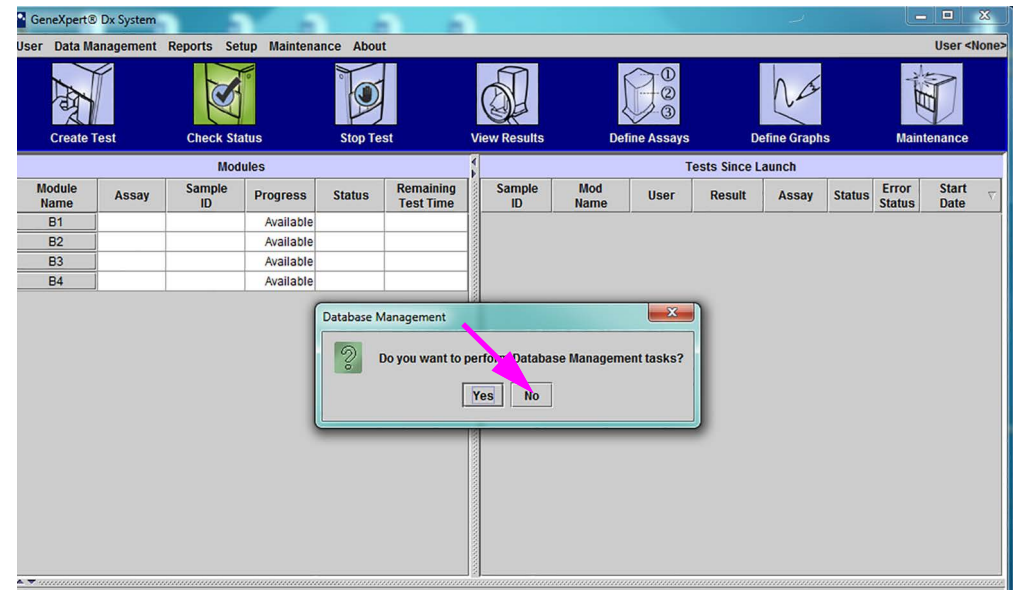 GeneXpert® Dx System
User Data Management Reports Setup Maintenance About User <None>
Create Test Check Status Stop Test View Results Define Assays Define Graphs Maintenance
Modules
Module Name Assay Sample ID Progress Status Remaining Test Time
B1 Available
B2 Available
B3 Available
B4 Available
Tests Since Launch
Sample ID Mod Name User Result Assay Status Error Status Start Date
Database Management
Do you want to perform Database Management tasks?
Yes No